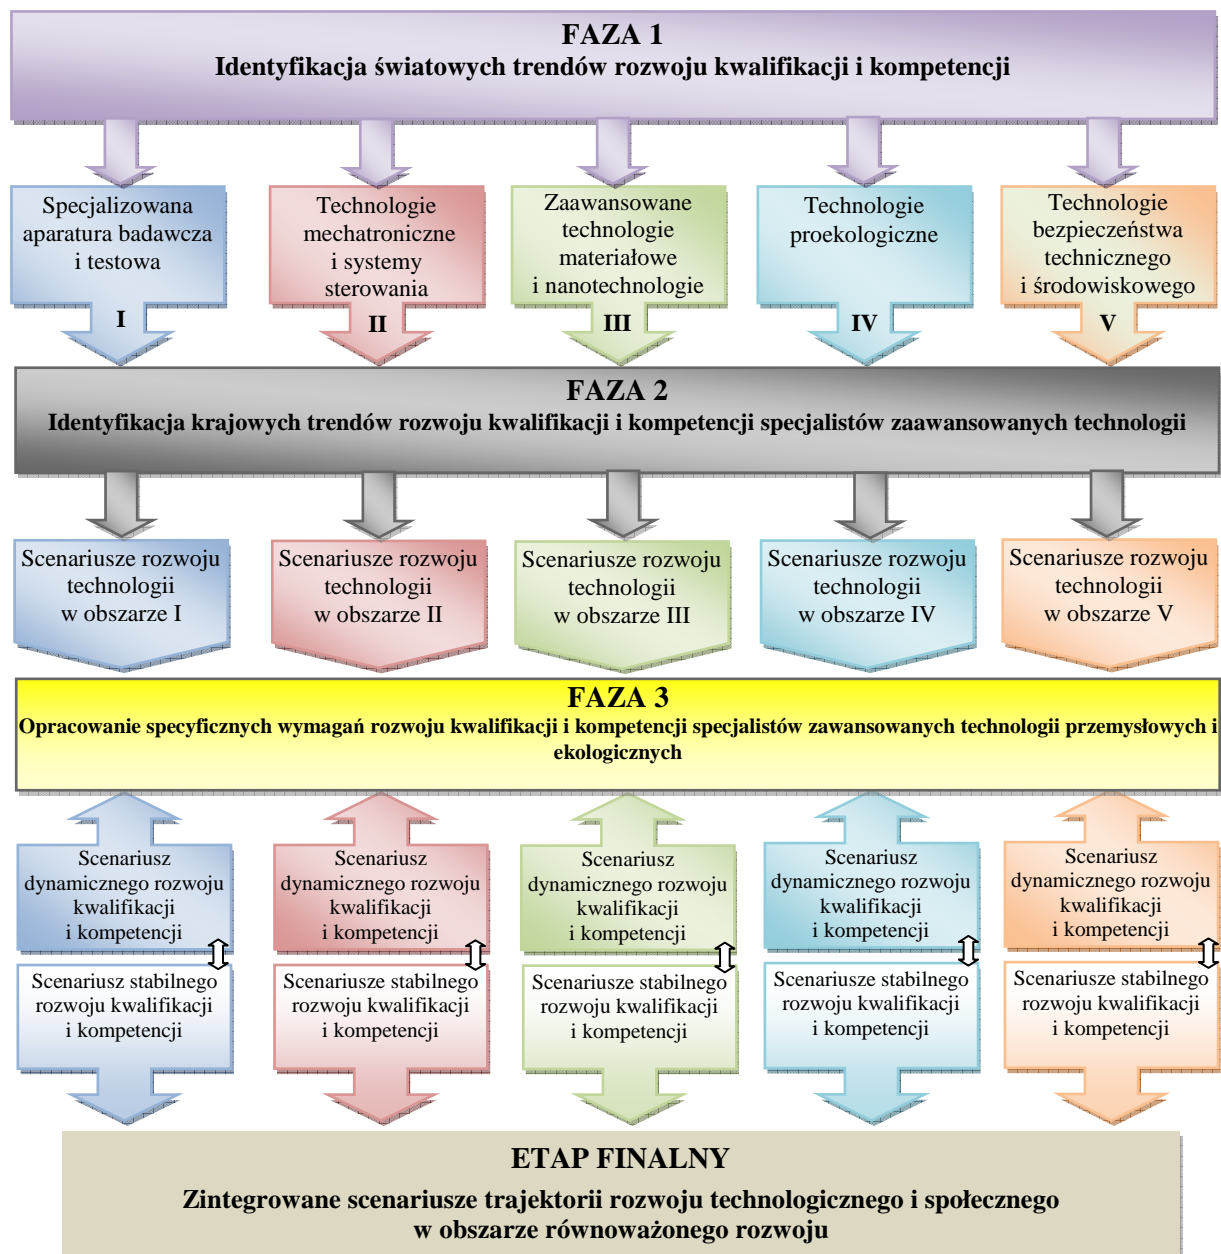 FAZA 1
Identyfikacja światowych trendów rozwoju kwalifikacji i kompetencji
Specjalizowana
aparatura badawcza
i testowa
I
Technologie
mechatroniczne
i systemy
sterowania
II
Zaawansowane
technologie
materiałowe
i nanotechnologie
III
Technologie
proekologiczne
IV
Technologie
bezpieczeństwa
technicznego
i środowiskowego
V
FAZA 2
Identyfikacja krajowych trendów rozwoju kwalifikacji i kompetencji specjalistów zaawansowanych technologii
Scenariusze rozwoju
technologii
w obszarze I
Scenariusze rozwoju
technologii
w obszarze II
Scenariusze rozwoju
technologii
w obszarze III
Scenariusze rozwoju
technologii
w obszarze IV
Scenariusze rozwoju
technologii
w obszarze V
FAZA 3
Opracowanie specyficznych wymagań rozwoju kwalifikacji i kompetencji specjalistów zawansowanych technologii przemysłowych i
ekologicznych
Scenariusz
dynamicznego rozwoju
kwalifikacji
i kompetencji
Scenariusz
dynamicznego rozwoju
kwalifikacji
i kompetencji
Scenariusz
dynamicznego rozwoju
kwalifikacji
i kompetencji
Scenariusz
dynamicznego rozwoju
kwalifikacji
i kompetencji
Scenariusz
dynamicznego rozwoju
kwalifikacji
i kompetencji
Scenariusz stabilnego
rozwoju kwalifikacji
i kompetencji
Scenariusze stabilnego
rozwoju kwalifikacji
i kompetencji
Scenariusze stabilnego
rozwoju kwalifikacji
i kompetencji
Scenariusze stabilnego
rozwoju kwalifikacji
i kompetencji
Scenariusze stabilnego
rozwoju kwalifikacji
i kompetencji
ETAP FINALNY
Zintegrowane scenariusze trajektorii rozwoju technologicznego i społecznego
w obszarze równoważonego rozwoju